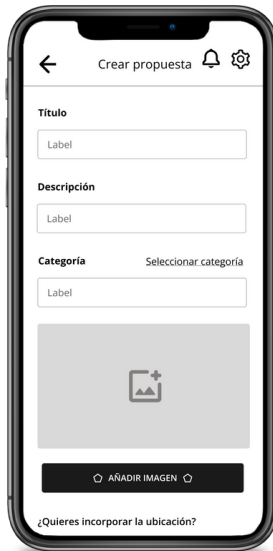 Crear propuesta
Título
Label
Descripción
Label
Categoría Seleccionar categoría
Label
AÑADIR IMAGEN
¿Quieres incorporar la ubicación?